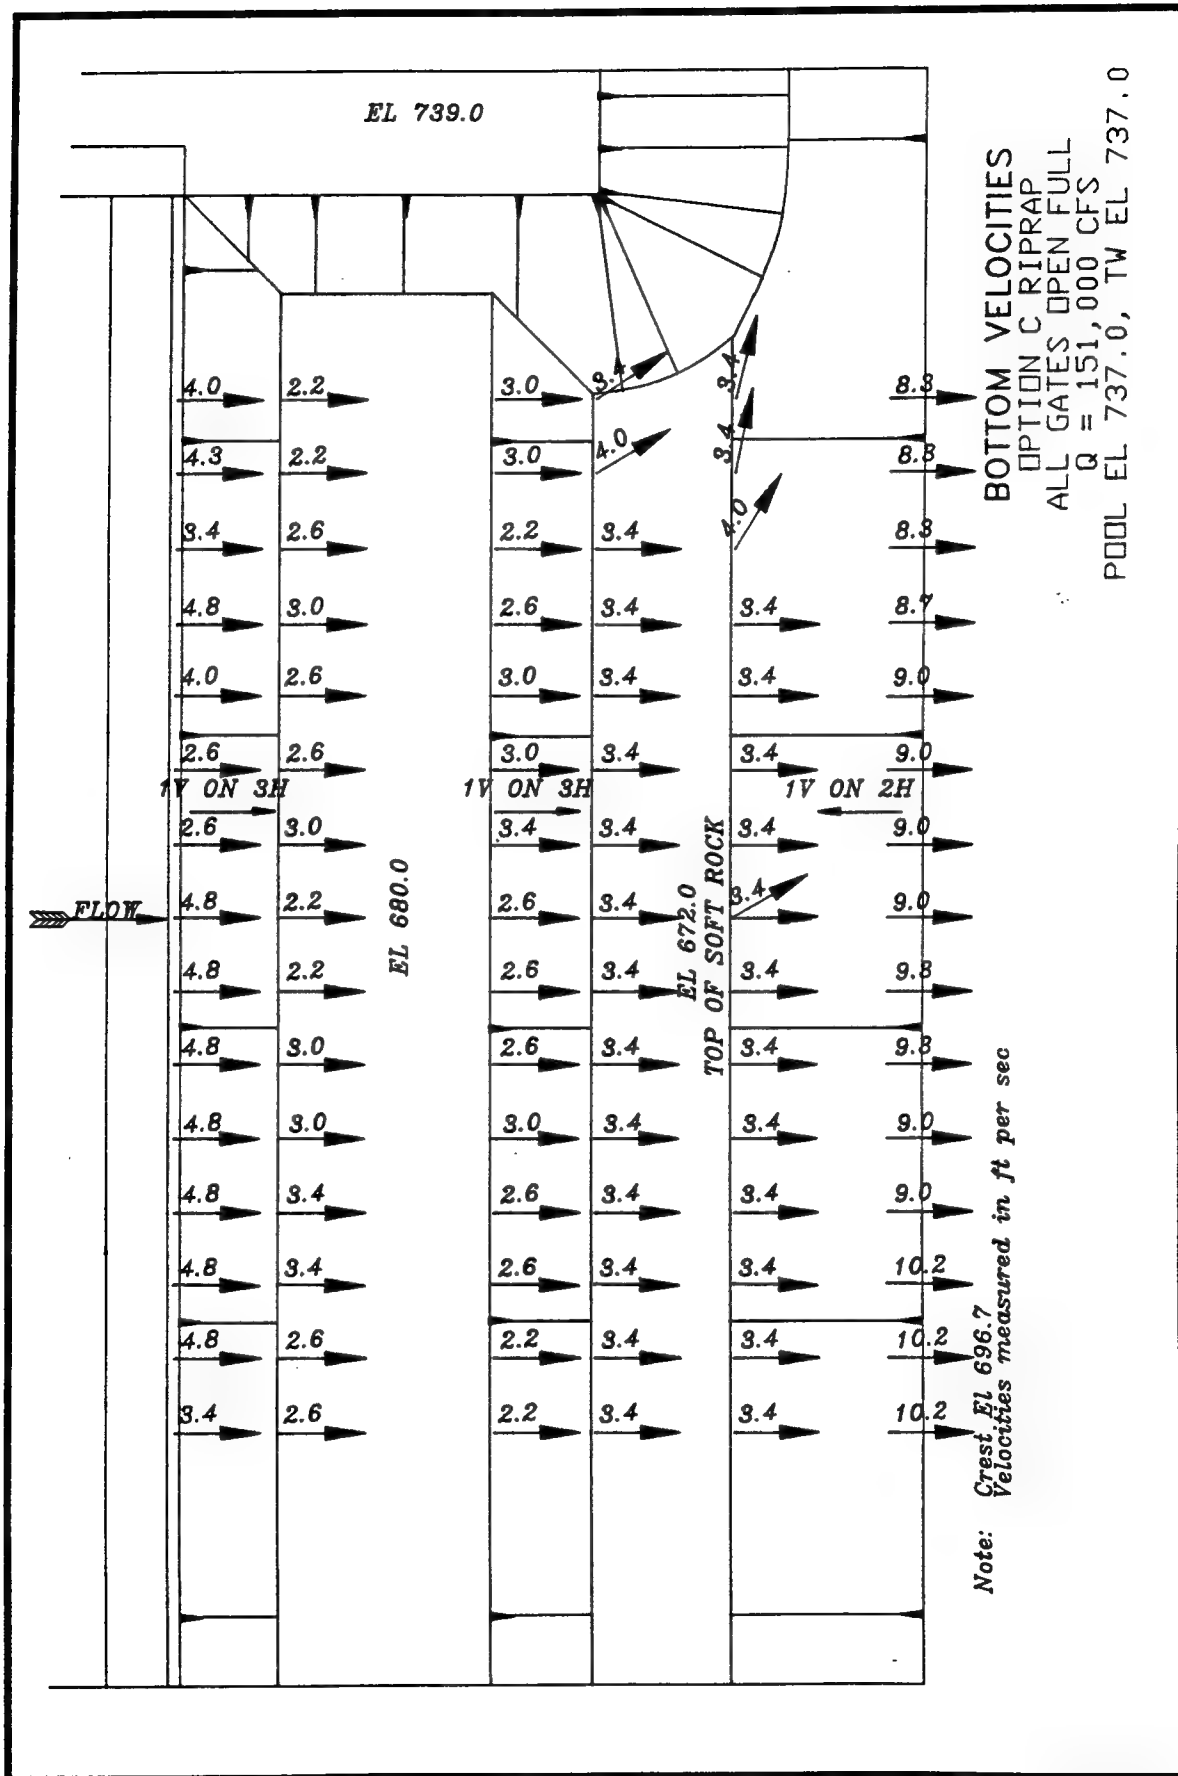 EL 739.0
4.0 2.2 3.0 3.4 3.4 8.3
4.3 2.2 3.0 4.0 3.4 8.3
3.4 2.6 2.2 3.4 4.0 8.3
4.8 3.0 2.6 3.4 3.4 8.7
4.0 2.6 3.0 3.4 3.4 9.0
2.6 2.6 3.0 3.4 3.4 9.0
1V ON 3H 1V ON 3H 1V ON 2H
2.6 3.0 3.4 3.4 3.4 9.0
FLOW 4.8 2.2 2.6 3.4 3.4 9.0
4.8 2.2 2.6 3.4 3.4 9.8
4.8 3.0 2.6 3.4 3.4 9.8
4.8 3.0 3.0 3.4 3.4 9.0
4.8 3.4 2.6 3.4 3.4 9.0
4.8 3.4 2.6 3.4 3.4 10.2
4.8 2.6 2.2 3.4 3.4 10.2
3.4 2.6 2.2 3.4 3.4 10.2
EL 680.0
EL 672.0
TOP OF SOFT ROCK
Note: Crest El 696.7
Velocities measured in ft per sec
BOTTOM VELOCITIES
OPTION C RIPRAP
ALL GATES OPEN FULL
Q = 151,000 CFS
POOL EL 737.0, TW EL 737.0